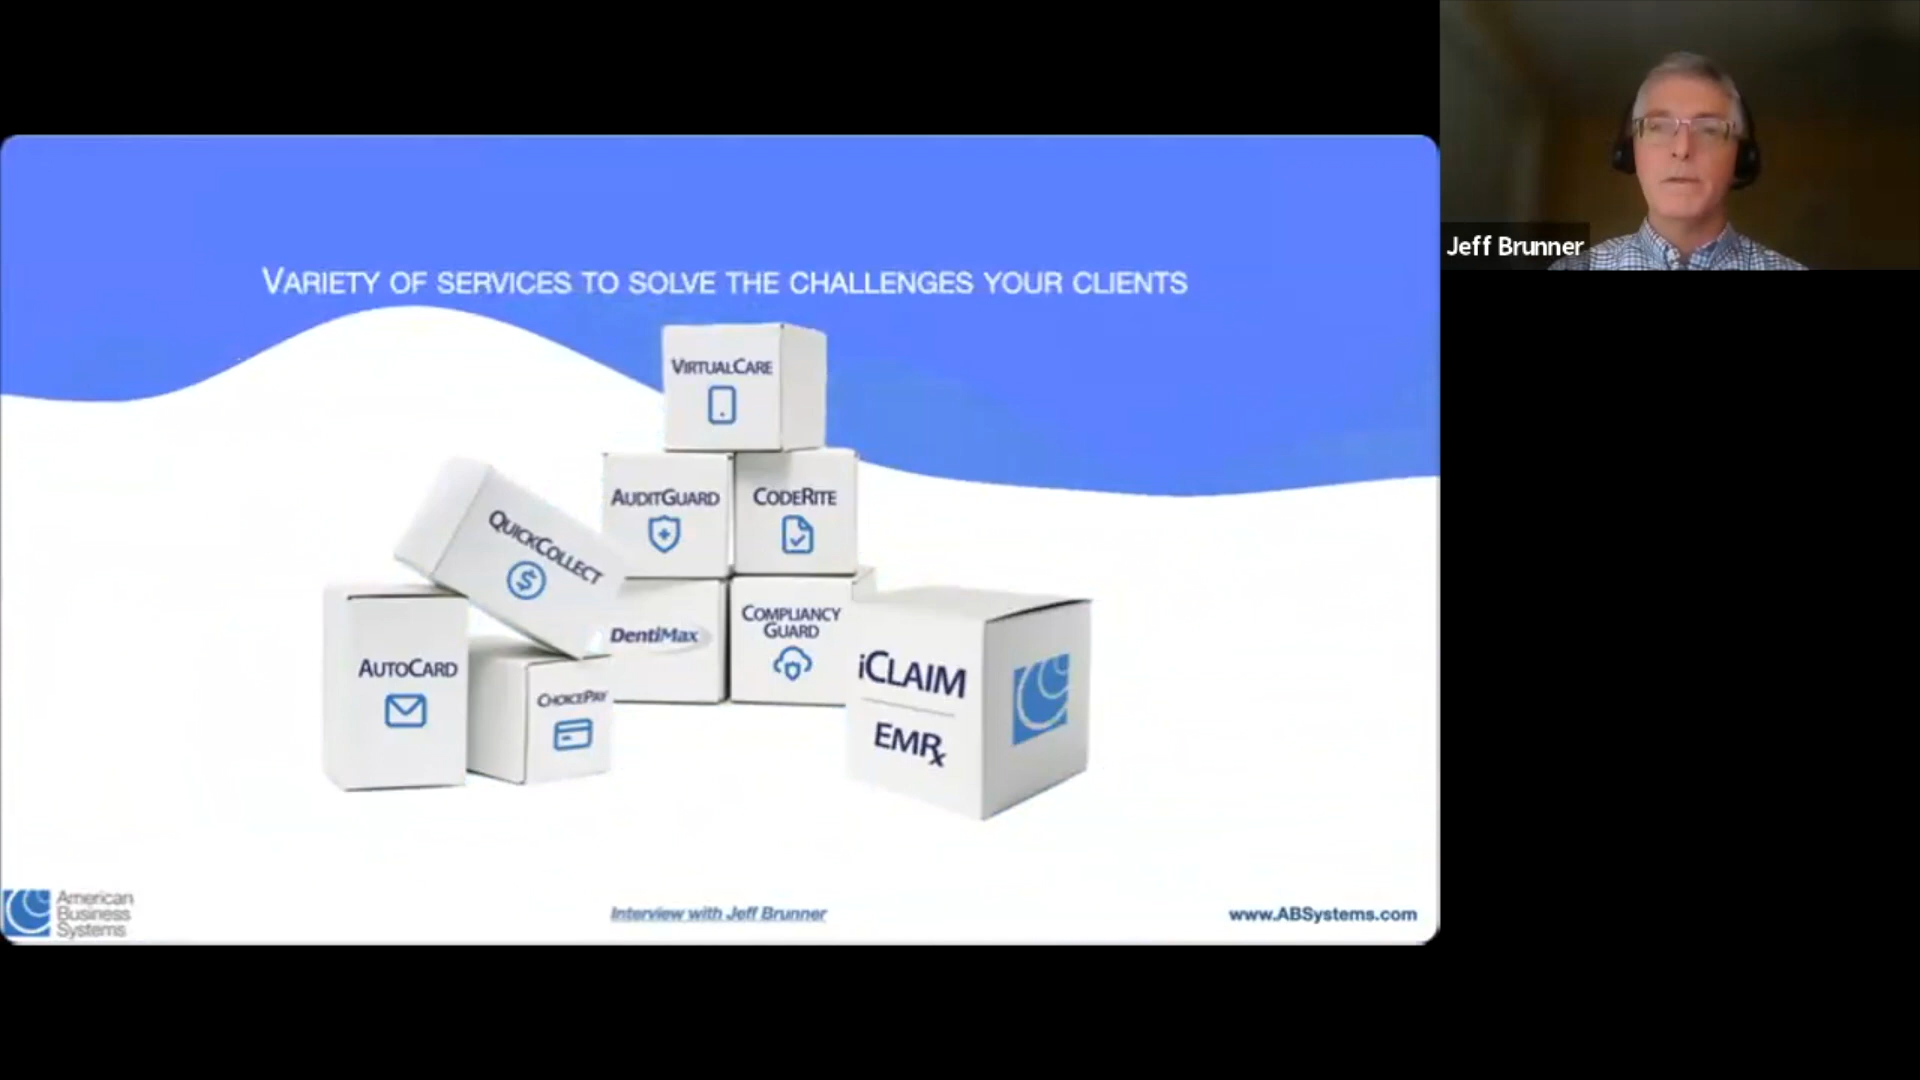 Jeff Brunner
VARIETY OF SERVICES TO SOLVE THE CHALLENGES YOUR CLIENTS
VIRTUALCARE
AUDITGUARD
CODERITE
QUICKCOLLECT
DentiMax
COMPLIANCY
GUARD
AUTOCARD
CHOICEPAY
iCLAIM
EMRx
American
Business
Systems
Interview with Jeff Brunner
www.ABSystems.com